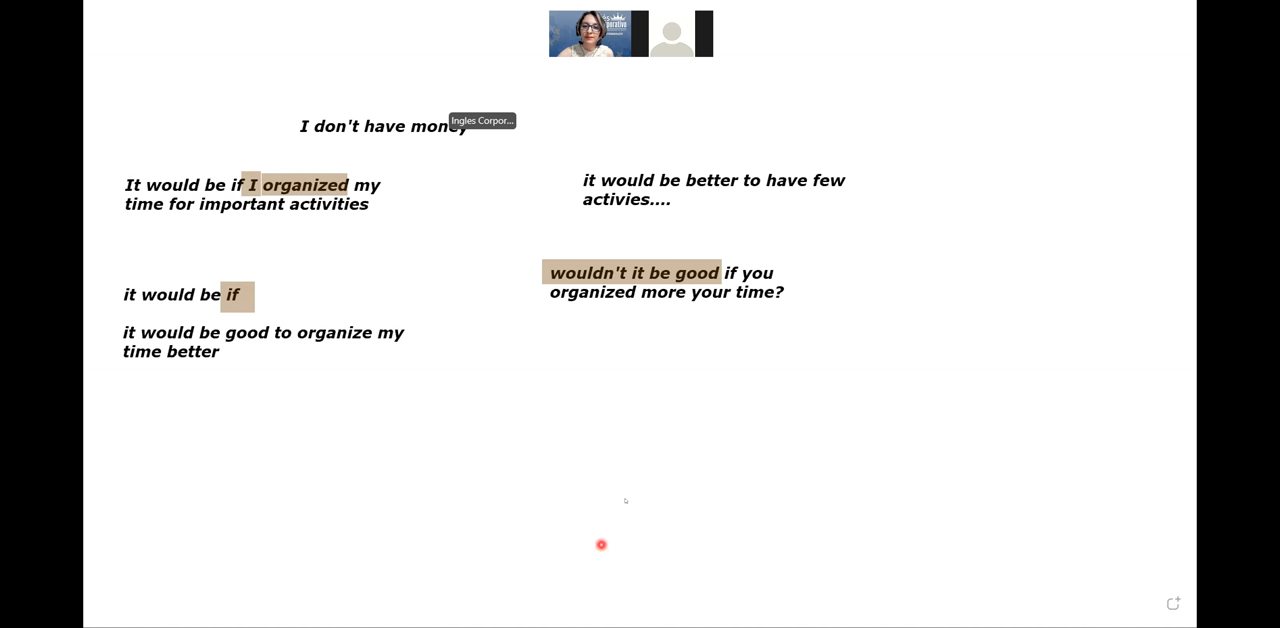 I don't have money
Ingles Corpor...
It would be if I organized my
time for important activities
it would be better to have few
activies....
wouldn't it be good if you
organized more your time?
it would be if
it would be good to organize my
time better